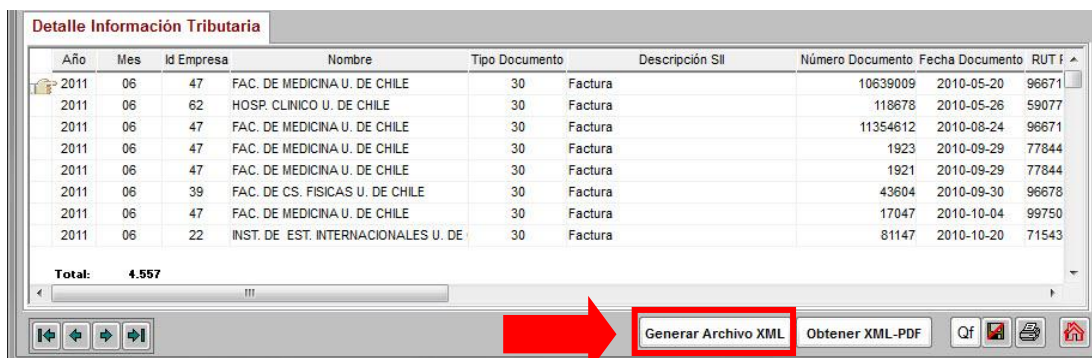 Detalle Información Tributaria
Año Mes Id Empresa Nombre Tipo Documento Descripción SII Número Documento Fecha Documento RUT
2011 06 47 FAC. DE MEDICINA U. DE CHILE 30 Factura 10639009 2010-05-20 96671
2011 06 62 HOSP. CLINICO U. DE CHILE 30 Factura 118678 2010-05-26 59077
2011 06 47 FAC. DE MEDICINA U. DE CHILE 30 Factura 11354612 2010-08-24 96671
2011 06 47 FAC. DE MEDICINA U. DE CHILE 30 Factura 1923 2010-09-29 77844
2011 06 47 FAC. DE MEDICINA U. DE CHILE 30 Factura 1921 2010-09-29 77844
2011 06 39 FAC. DE CS. FISICAS U. DE CHILE 30 Factura 43604 2010-09-30 96678
2011 06 47 FAC. DE MEDICINA U. DE CHILE 30 Factura 17047 2010-10-04 99750
2011 06 22 INST. DE EST. INTERNACIONALES U. DE 30 Factura 81147 2010-10-20 71543
Total: 4.557
Generar Archivo XML Obtener XML-PDF Qf